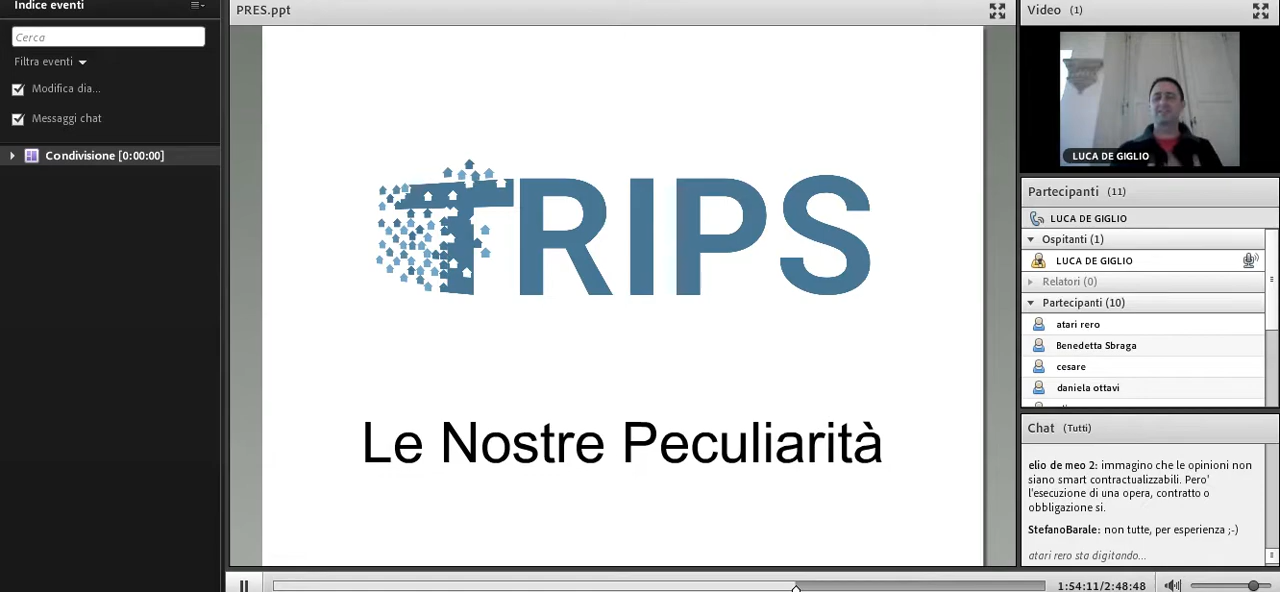 Indice eventi
Cerca
Filtra eventi
Modifica dia...
Messaggi chat
Condivisione [0:00:00]
PRES.ppt
TRIPS
Le Nostre Peculiarità
Video (1)
LUCA DE GIGLIO
Partecipanti (11)
LUCA DE GIGLIO
Ospitanti (1)
LUCA DE GIGLIO
Relatori (0)
Partecipanti (10)
atari rero
Benedetta Sbraga
cesare
daniela ottavi
Chat (Tutti)
elio de meo 2: immagino che le opinioni non
siano smart contractualizzabili. Pero'
l'esecuzione di una opera, contratto o
obbligazione si.
StefanoBarale: non tutte, per esperienza ;-)
atari rero sta digitando...
1:54:11/2:48:48